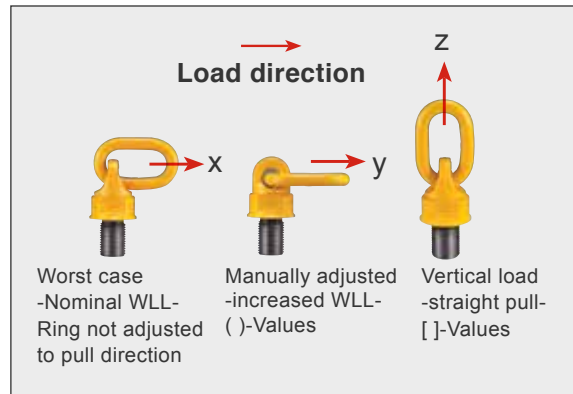 Load direction
x
y
z
Worst case
-Nominal WLL-
Ring not adjusted
to pull direction
Manually adjusted
-increased WLL-
( )-Values
Vertical load
-straight pull-
[ ]-Values